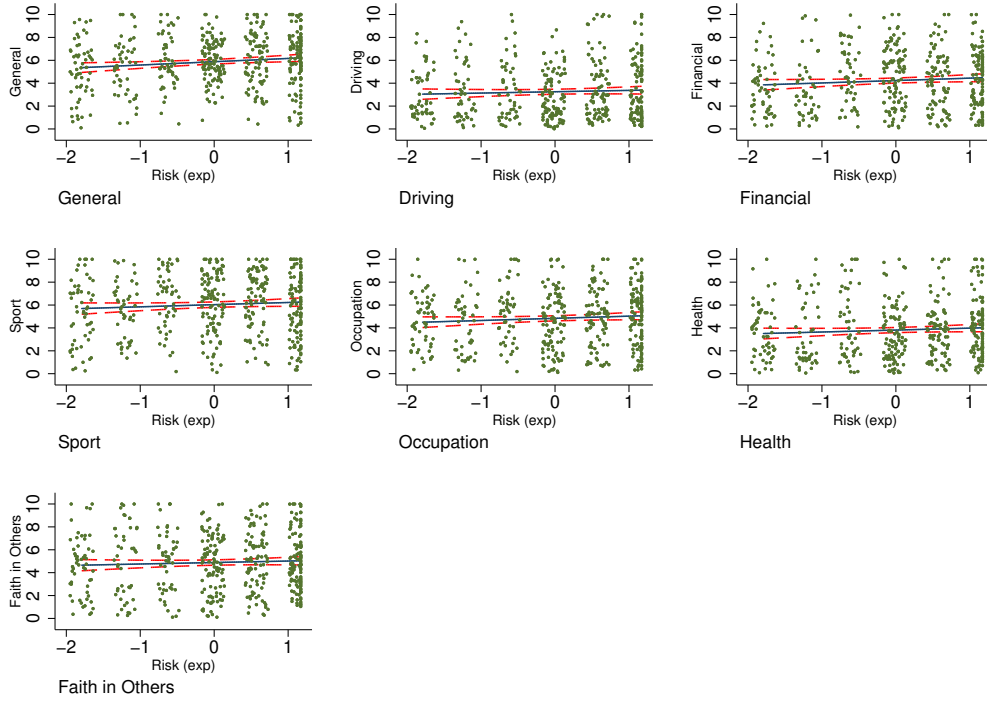 General
0 2 4 6 8 10
−2 −1 0 1
Risk (exp)
General
Driving
0 2 4 6 8 10
−2 −1 0 1
Risk (exp)
Driving
Financial
0 2 4 6 8 10
−2 −1 0 1
Risk (exp)
Financial
Sport
0 2 4 6 8 10
−2 −1 0 1
Risk (exp)
Sport
Occupation
0 2 4 6 8 10
−2 −1 0 1
Risk (exp)
Occupation
Health
0 2 4 6 8 10
−2 −1 0 1
Risk (exp)
Health
Faith in Others
0 2 4 6 8 10
−2 −1 0 1
Risk (exp)
Faith in Others